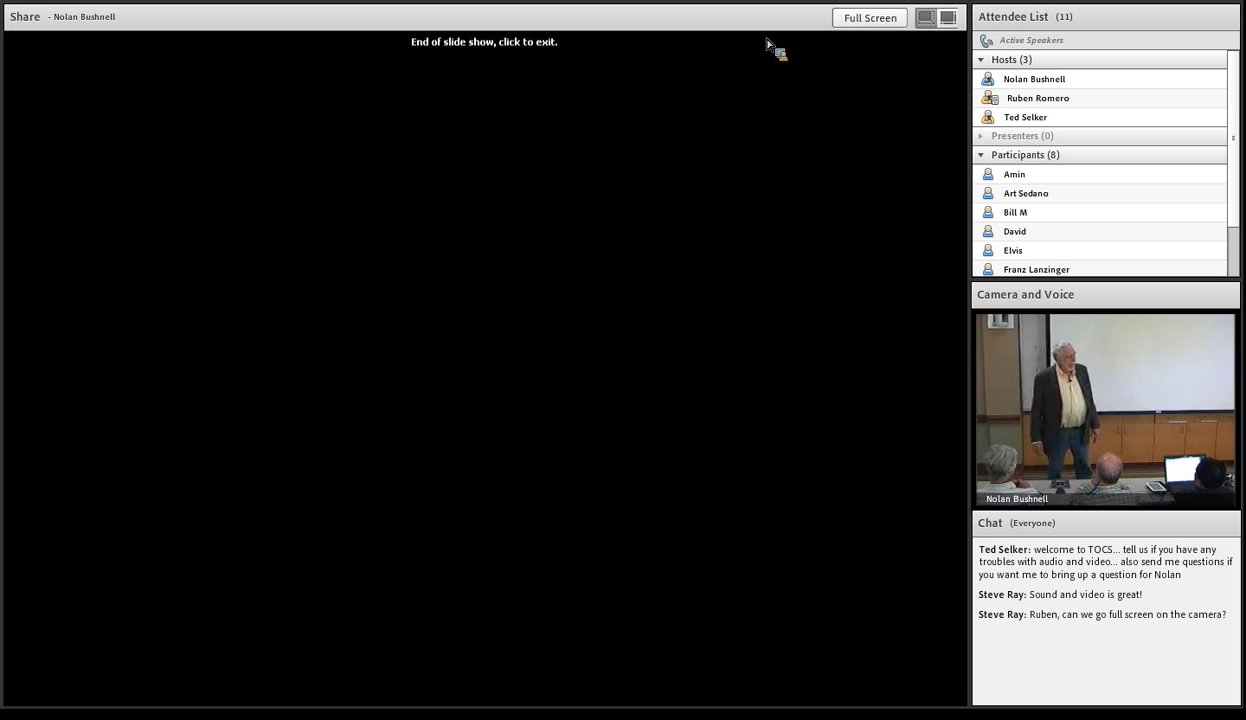 Share - Nolan Bushnell
Full Screen
End of slide show, click to exit.
Attendee List (11)
Active Speakers
Hosts (3)
Nolan Bushnell
Ruben Romero
Ted Selker
Presenters (0)
Participants (8)
Amin
Art Sedano
Bill M
David
Elvis
Franz Lanzinger
Camera and Voice
Nolan Bushnell
Chat (Everyone)
Ted Selker: welcome to TOCS... tell us if you have any
troubles with audio and video... also send me questions if
you want me to bring up a question for Nolan
Steve Ray: Sound and video is great!
Steve Ray: Ruben, can we go full screen on the camera?